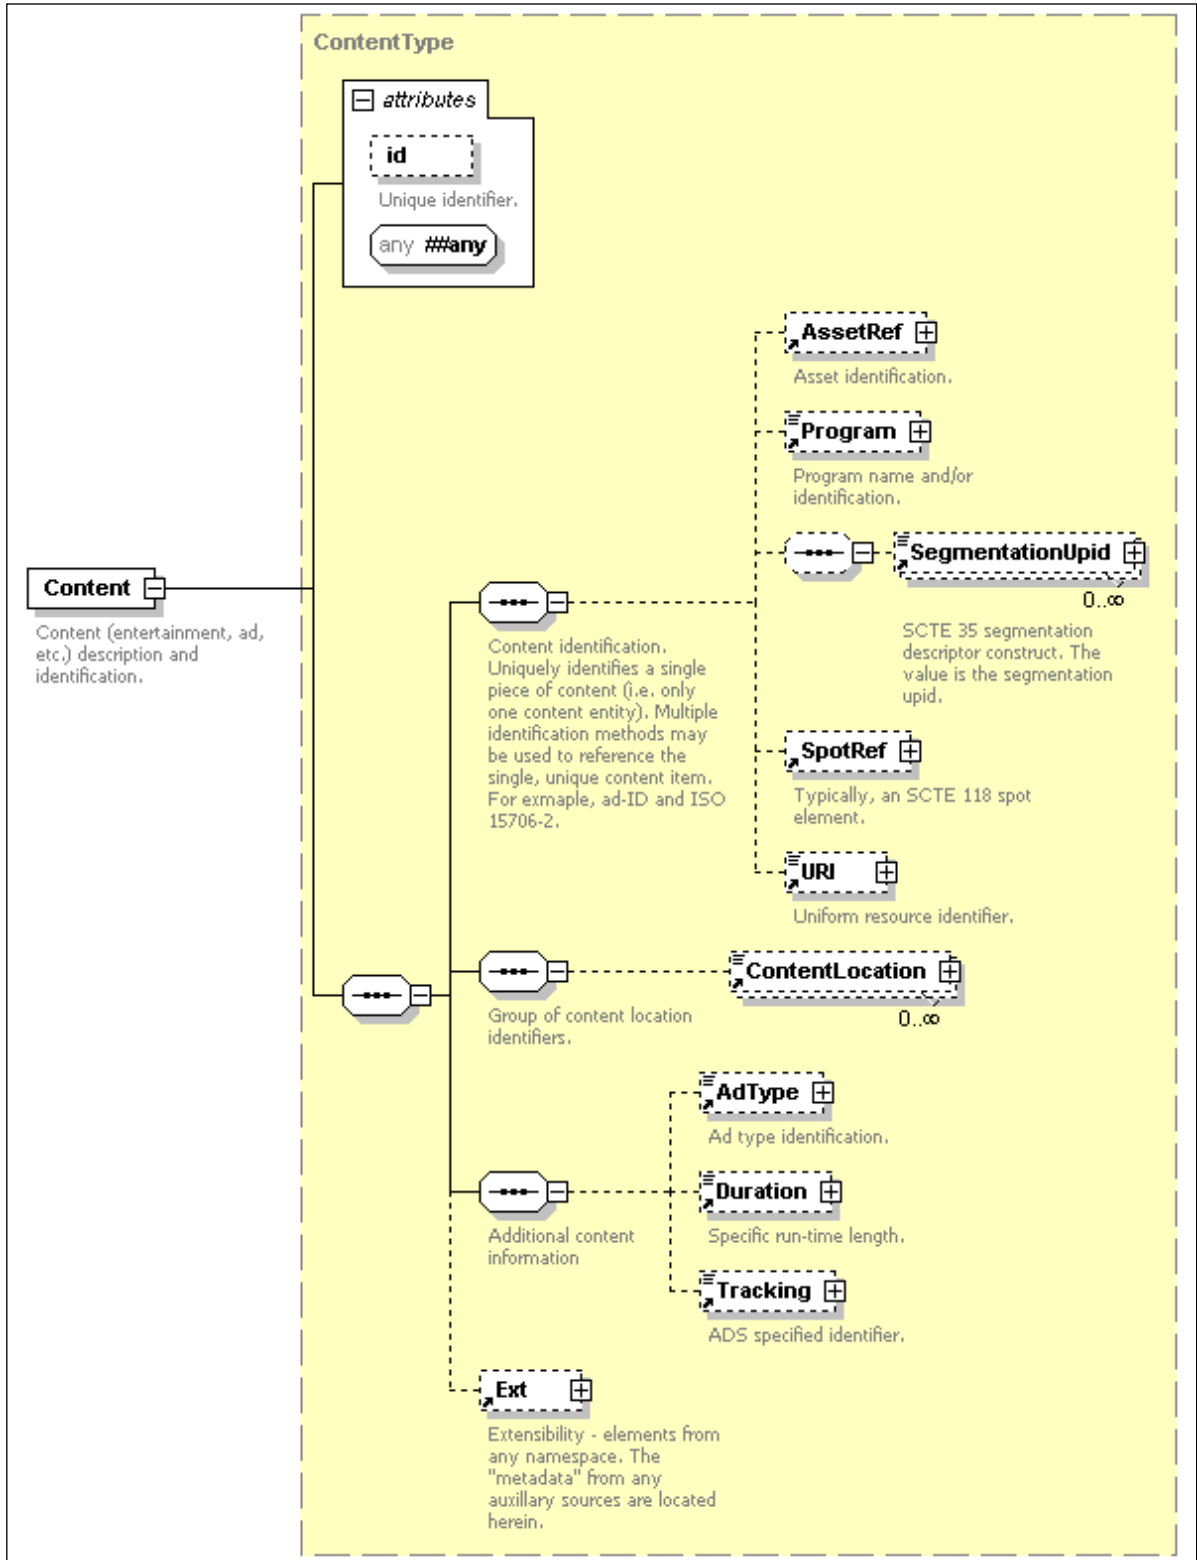 ContentType
attributes
id
Unique identifier.
any ##any
AssetRef
Asset identification.
Program
Program name and/or
identification.
SegmentationUpid
0..∞
SCTE 35 segmentation
descriptor construct. The
value is the segmentation
upid.
Content
Content (entertainment, ad,
etc.) description and
identification.
Content identification.
Uniquely identifies a single
piece of content (i.e. only
one content entity). Multiple
identification methods may
be used to reference the
single, unique content item.
For exmaple, ad-ID and ISO
15706-2.
SpotRef
Typically, an SCTE 118 spot
element.
URI
Uniform resource identifier.
ContentLocation
0..∞
Group of content location
identifiers.
AdType
Ad type identification.
Duration
Specific run-time length.
Additional content
information
Tracking
ADS specified identifier.
Ext
Extensibility - elements from
any namespace. The
"metadata" from any
auxillary sources are located
herein.